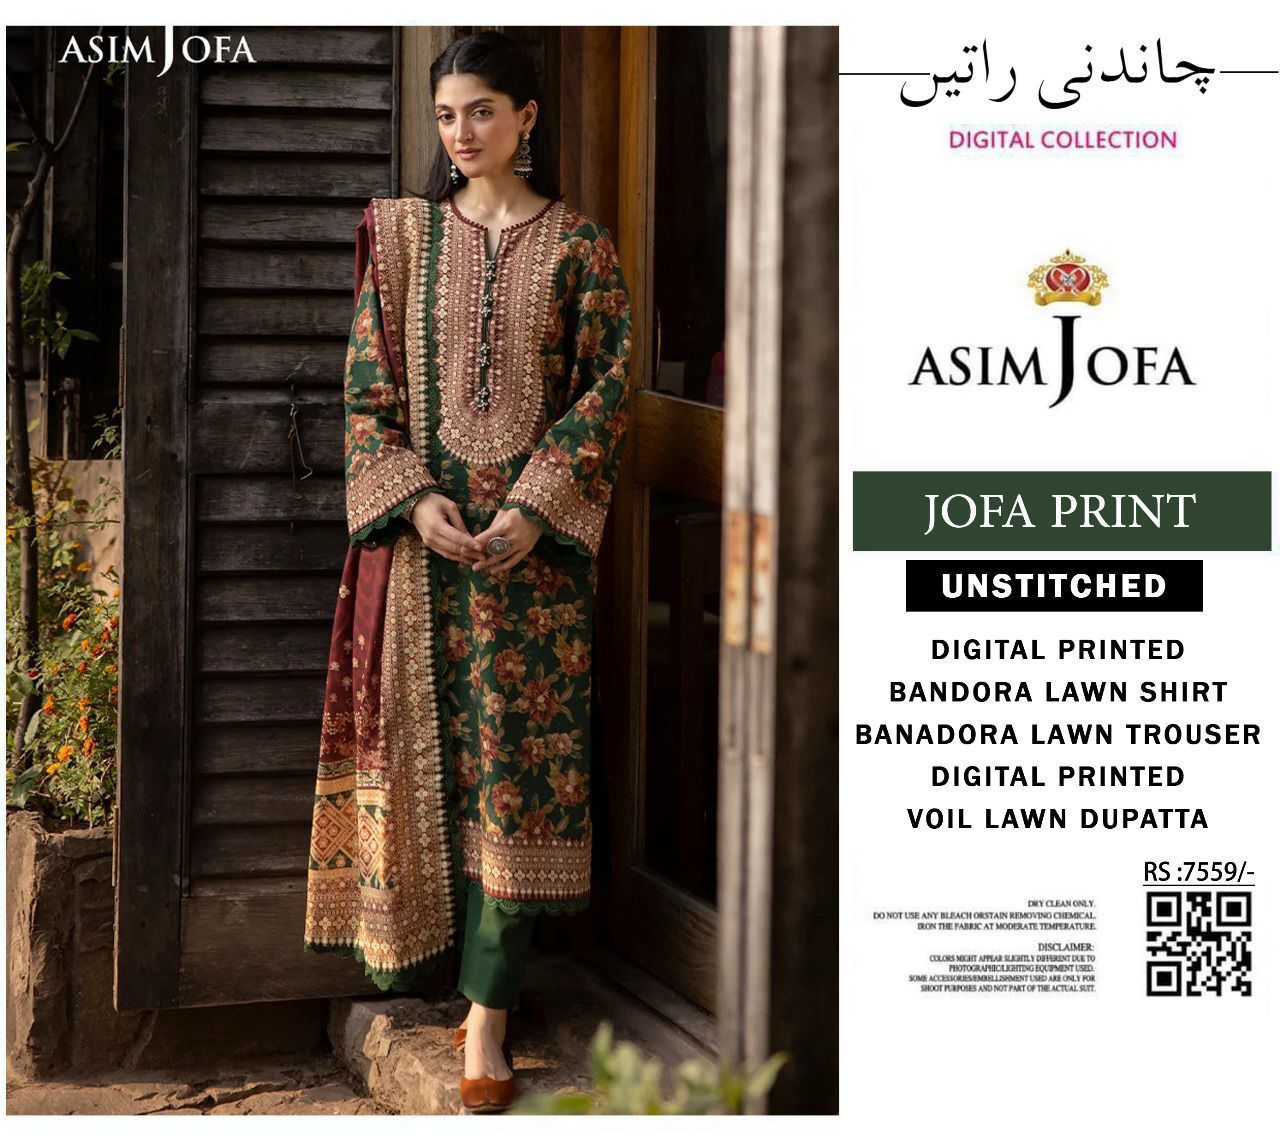 ASIM JOFA
چاندنی راتیں
DIGITAL COLLECTION
ASIM JOFA
JOFA PRINT
UNSTITCHED
DIGITAL PRINTED
BANDORA LAWN SHIRT
BANADORA LAWN TROUSER
DIGITAL PRINTED
VOIL LAWN DUPATTA
RS :7559/-
DRY CLEAN ONLY.
DO NOT USE ANY BLEACH ORSTAIN REMOVING CHEMICAL.
IRON THE FABRIC AT MODERATE TEMPERATURE.
DISCLAIMER:
COLORS MIGHT APPEAR SLIGHTLY DIFFERENT DUE TO
PHOTOGRAPHIC/LIGHTING EQUIPMENT USED.
SOME ACCESSORIES/EMBELLISHMENT USED ARE ONLY FOR
SHOOT PURPOSES AND NOT PART OF THE ACTUAL SUIT.